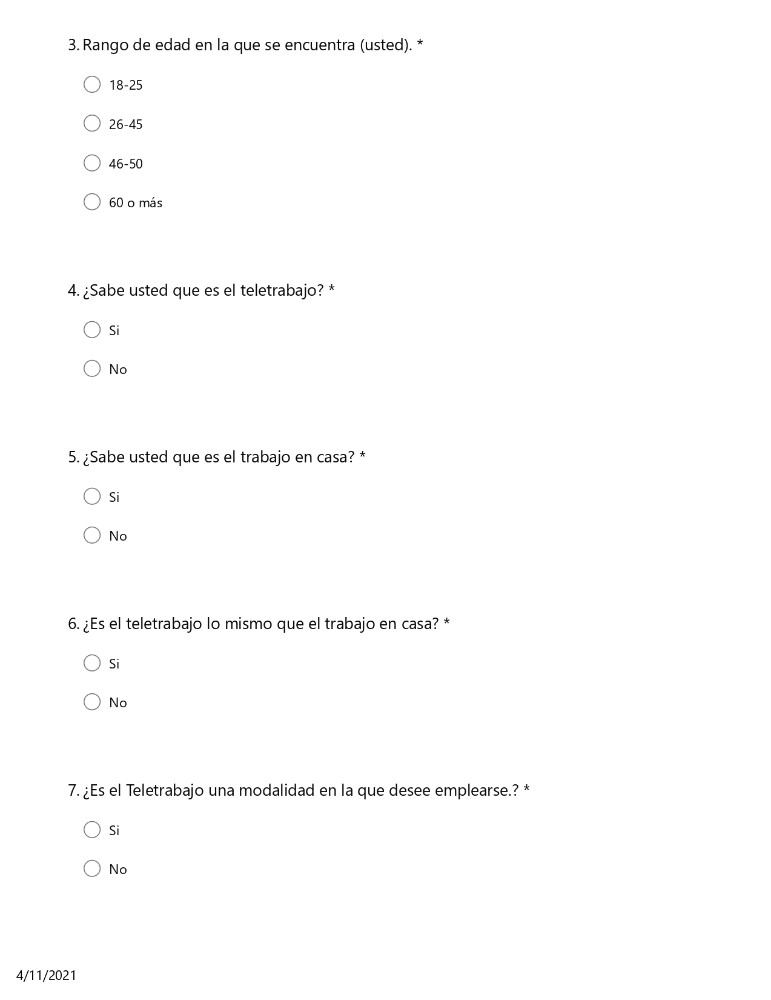 3. Rango de edad en la que se encuentra (usted). *
18-25
26-45
46-50
60 o más
4. ¿Sabe usted que es el teletrabajo? *
Si
No
5. ¿Sabe usted que es el trabajo en casa? *
Si
No
6. ¿Es el teletrabajo lo mismo que el trabajo en casa? *
Si
No
7. ¿Es el Teletrabajo una modalidad en la que desee emplearse.? *
Si
No
4/11/2021